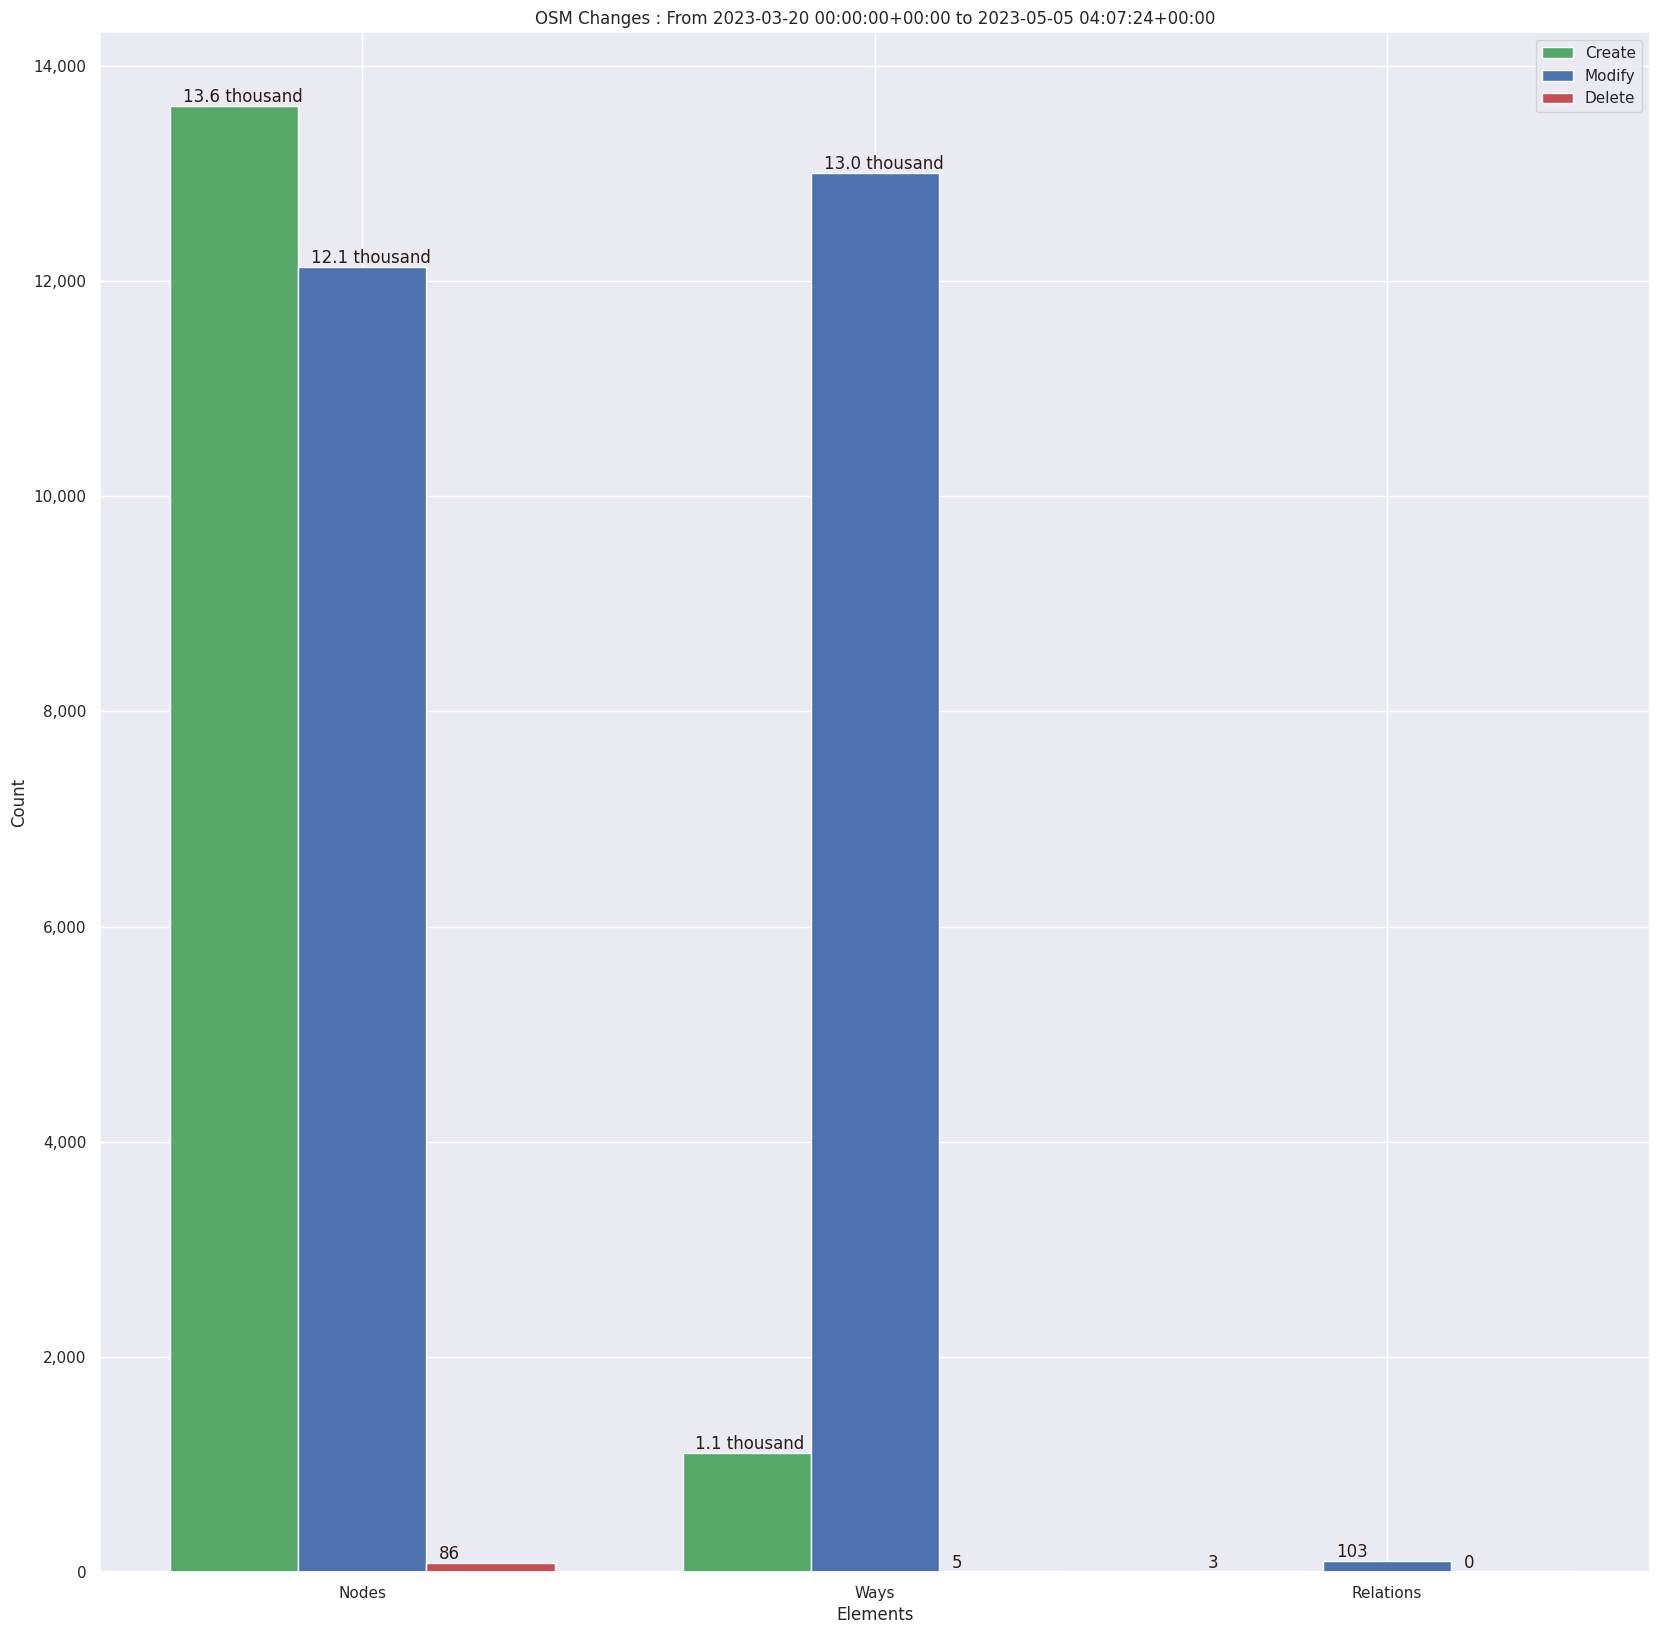 OSM Changes : From 2023-03-20 00:00:00+00:00 to 2023-05-05 04:07:24+00:00
Create
Modify
Delete
14,000
12,000
10,000
8,000
6,000
4,000
2,000
0
Count
13.6 thousand
12.1 thousand
86
1.1 thousand
13.0 thousand
5
3
103
0
Nodes
Ways
Relations
Elements